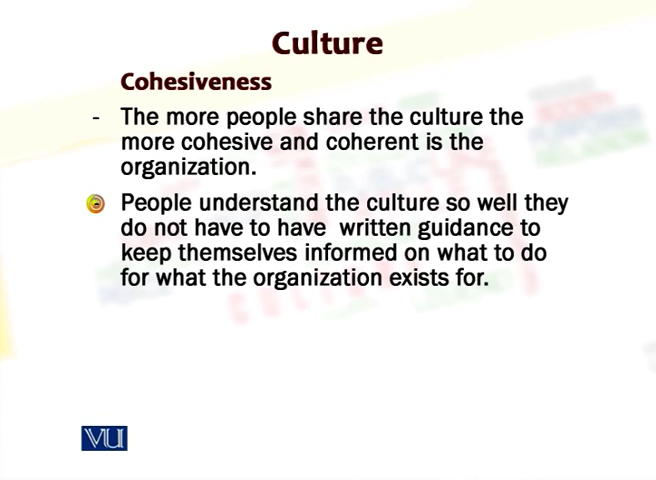 Culture
Cohesiveness
- The more people share the culture the
more cohesive and coherent is the
organization.
People understand the culture so well they
do not have to have written guidance to
keep themselves informed on what to do
for what the organization exists for.
VU